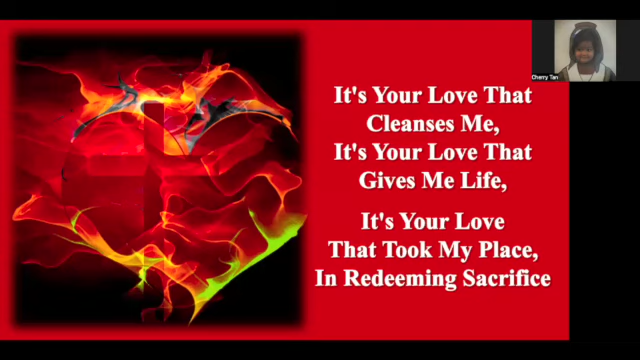 It's Your Love That
Cleanses Me,
It's Your Love That
Gives Me Life,
It's Your Love
That Took My Place,
In Redeeming Sacrifice
Cherry Tan